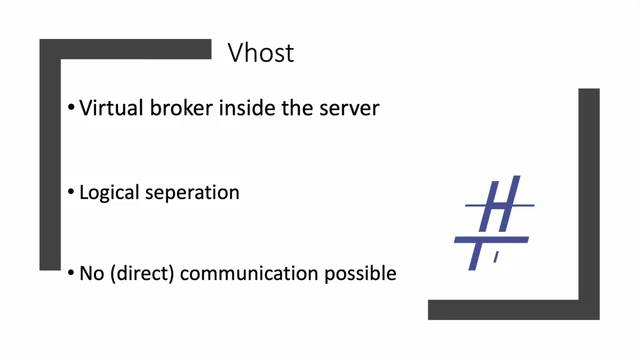 Vhost
• Virtual broker inside the server
• Logical seperation
• No (direct) communication possible
H
T